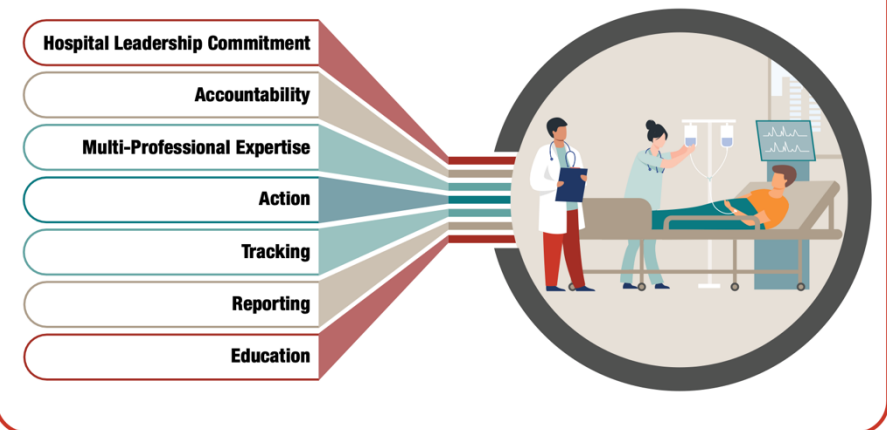 Hospital Leadership Commitment
Accountability
Multi-Professional Expertise
Action
Tracking
Reporting
Education